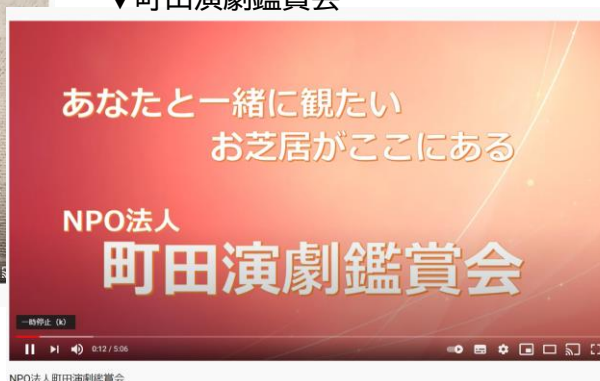 ▼町田演劇鑑賞会
あなたと一緒に観たい
お芝居がここにある
NPO法人
町田演劇鑑賞会
一時停止 (k)
0:12 / 5:06
NPO法人町田演劇鑑賞会